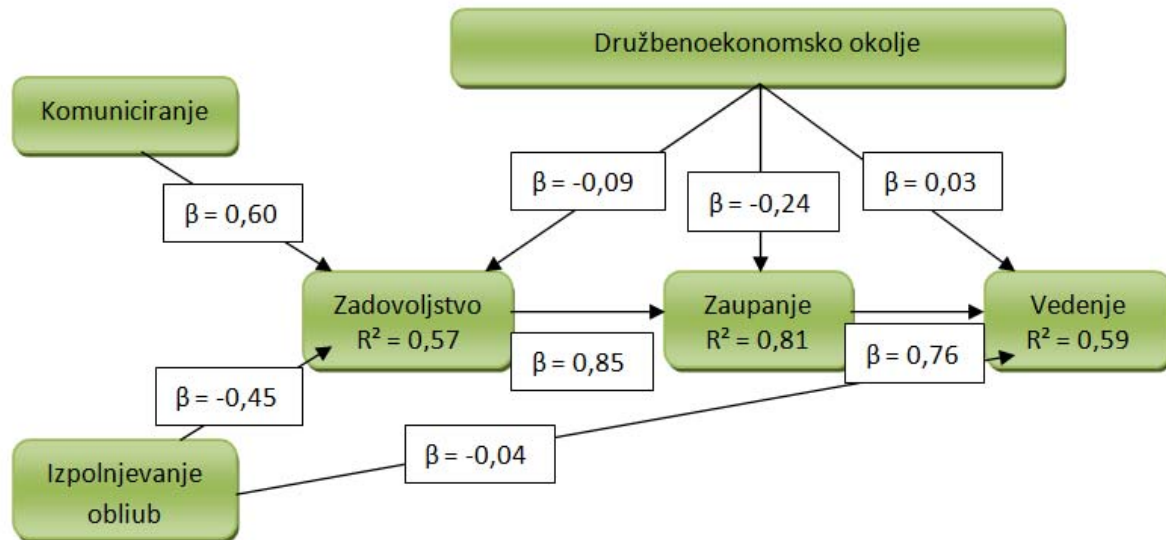 Družbenoekonomsko okolje
Komuniciranje
β = 0,60
β = -0,09
β = -0,24
β = 0,03
Zadovoljstvo
R² = 0,57
Zaupanje
R² = 0,81
Vedenje
R² = 0,59
β = 0,85
β = 0,76
β = -0,45
β = -0,04
Izpolnjevanje
obljub